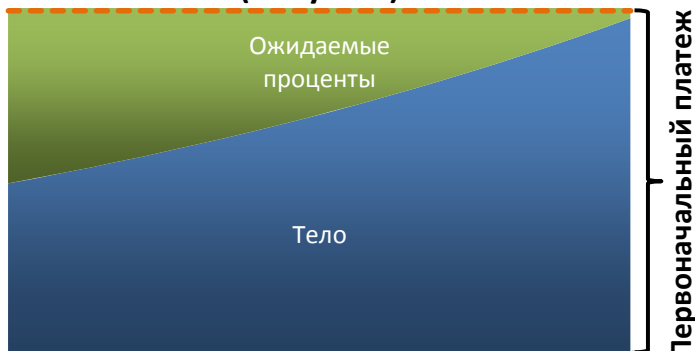 Ожидаемые
проценты
Тело
Первоначальный платеж